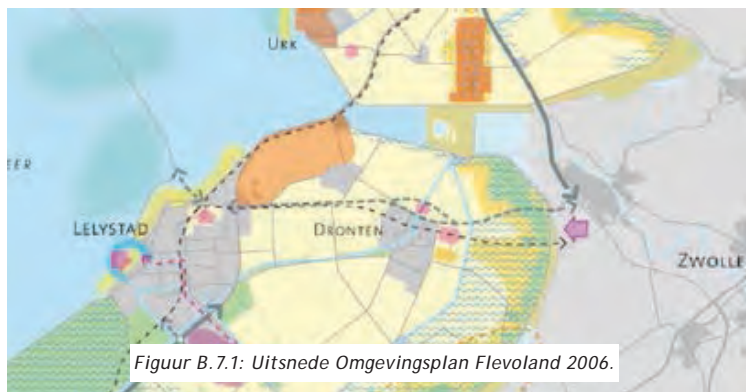 URK
EER
LELYSTAD
DRONTEN
ZWOLLE
Figuur B.7.1: Uitsnede Omgevingsplan Flevoland 2006.